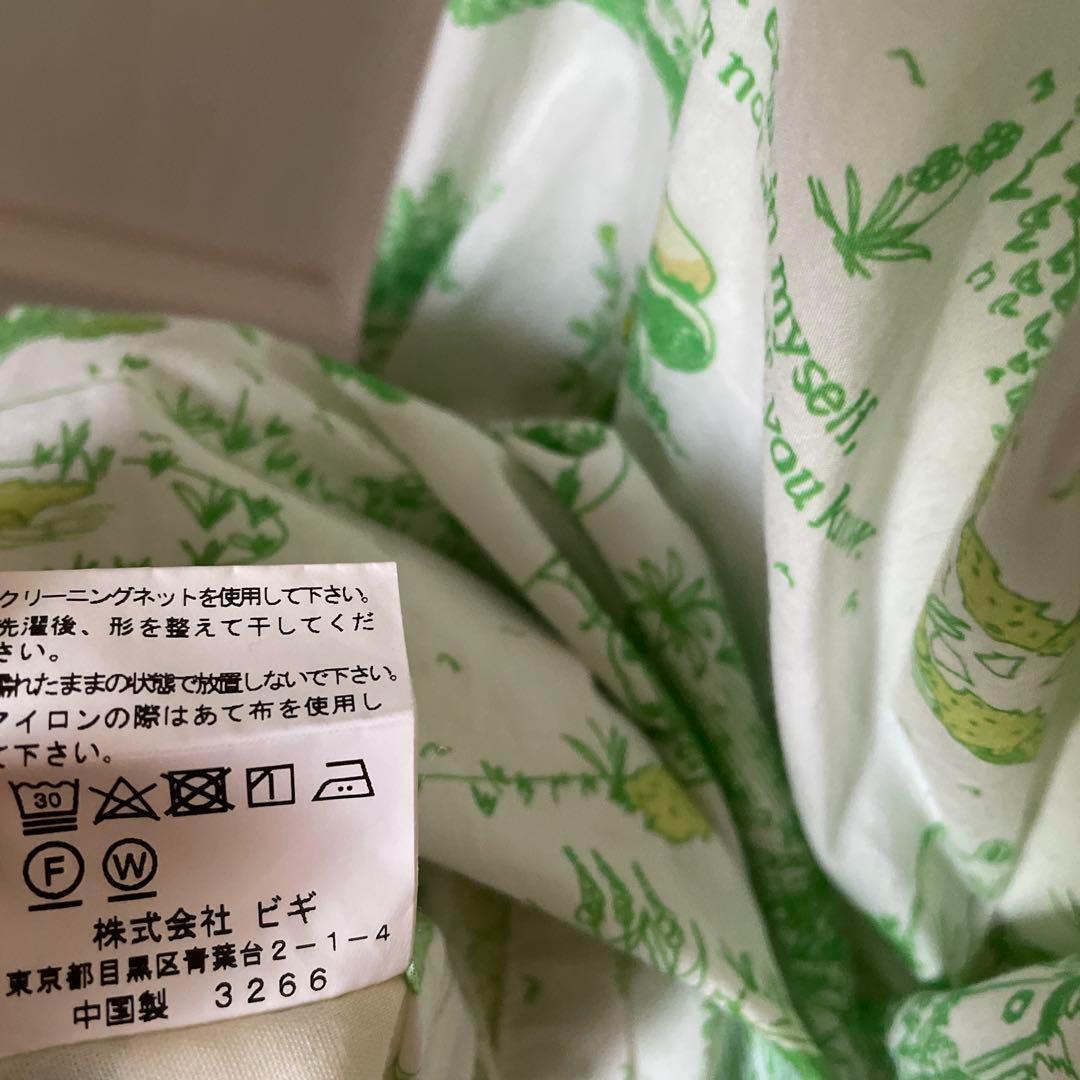 クリーニングネットを使用して下さい。
洗濯後、形を整えて干してくだ
さい。
濡れたままの状態で放置しないで下さい。
アイロンの際はあて布を使用し
て下さい。
30
F W
株式会社 ビギ
東京都目黒区青葉台2-1-4
中国製 3266
myself,
you